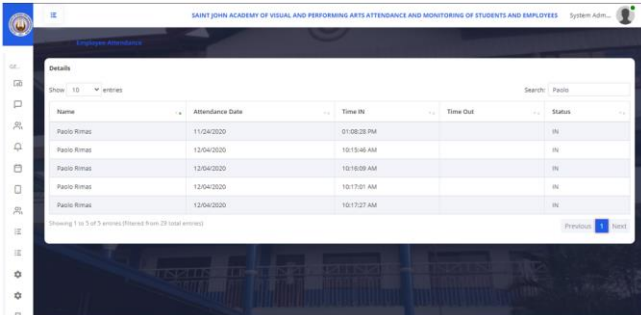 SAINT JOHN ACADEMY OF VISUAL AND PERFORMING ARTS ATTENDANCE AND MONITORING OF STUDENTS AND EMPLOYEES System Adm...
Employee Attendance
GE..
Details
Show 10 entries Search: Paolo
Name Attendance Date Time IN Time Out Status
Paolo Rimas 11/24/2020 01:08:28 PM IN
Paolo Rimas 12/04/2020 10:15:46 AM IN
Paolo Rimas 12/04/2020 10:16:09 AM IN
Paolo Rimas 12/04/2020 10:17:01 AM IN
Paolo Rimas 12/04/2020 10:17:27 AM IN
Showing 1 to 5 of 5 entries (filtered from 29 total entries)
Previous 1 Next